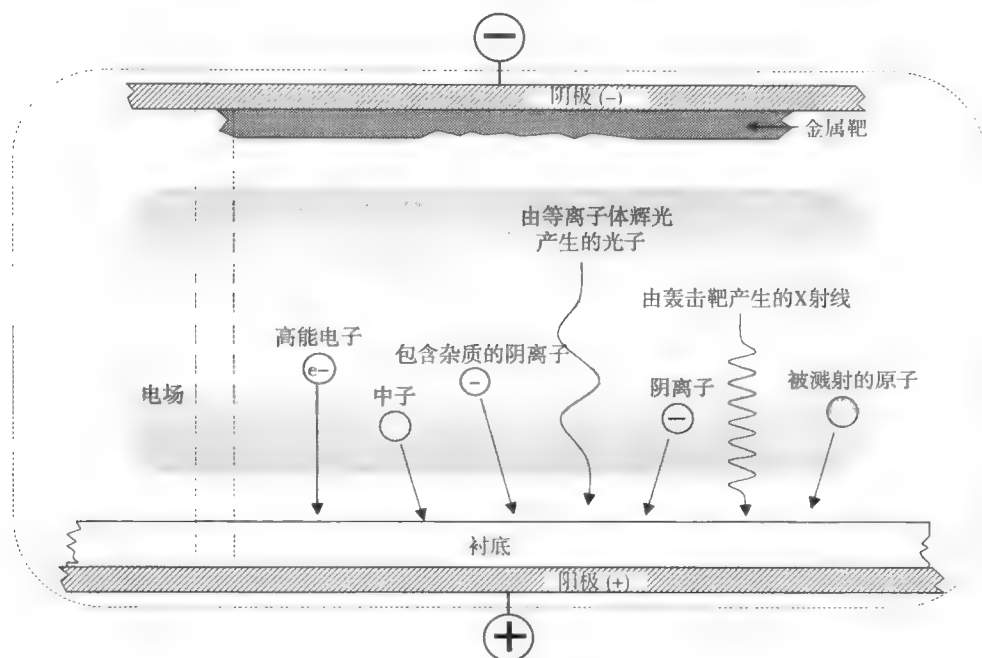 阴极 (−)
金属靶
由等离子体辉光
产生的光子
由轰击靶产生的X射线
高能电子
e−
包含杂质的阴离子
−
电场
中子
阴离子
−
被溅射的原子
衬底
阳极 (+)